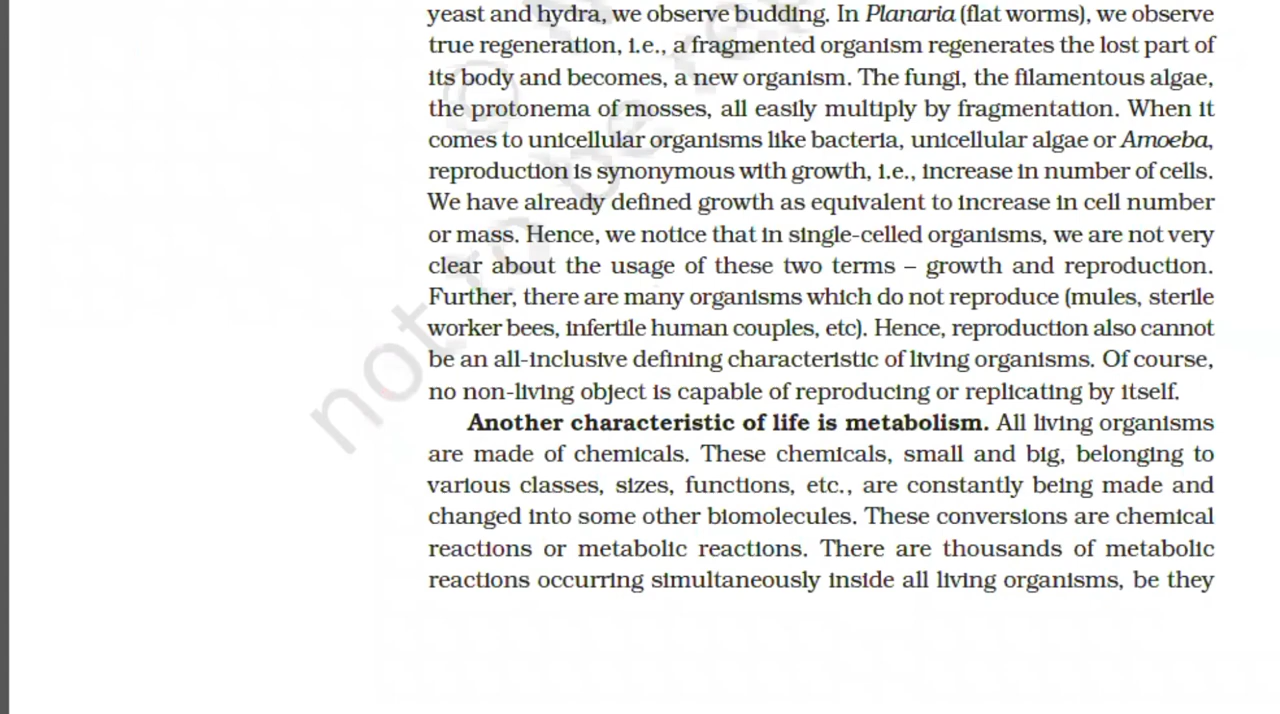 yeast and hydra, we observe budding. In Planaria (flat worms), we observe
true regeneration, i.e., a fragmented organism regenerates the lost part of
its body and becomes, a new organism. The fungi, the filamentous algae,
the protonema of mosses, all easily multiply by fragmentation. When it
comes to unicellular organisms like bacteria, unicellular algae or Amoeba,
reproduction is synonymous with growth, i.e., increase in number of cells.
We have already defined growth as equivalent to increase in cell number
or mass. Hence, we notice that in single-celled organisms, we are not very
clear about the usage of these two terms – growth and reproduction.
Further, there are many organisms which do not reproduce (mules, sterile
worker bees, infertile human couples, etc). Hence, reproduction also cannot
be an all-inclusive defining characteristic of living organisms. Of course,
no non-living object is capable of reproducing or replicating by itself.
Another characteristic of life is metabolism. All living organisms
are made of chemicals. These chemicals, small and big, belonging to
various classes, sizes, functions, etc., are constantly being made and
changed into some other biomolecules. These conversions are chemical
reactions or metabolic reactions. There are thousands of metabolic
reactions occurring simultaneously inside all living organisms, be they
©
not to be re